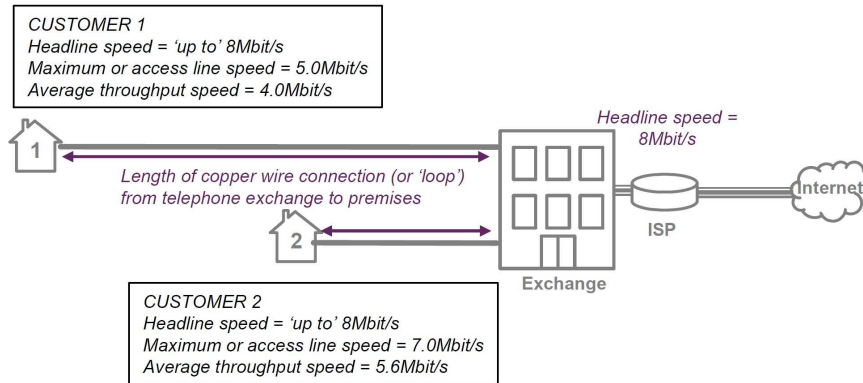 CUSTOMER 1
Headline speed = ‘up to’ 8Mbit/s
Maximum or access line speed = 5.0Mbit/s
Average throughput speed = 4.0Mbit/s
Headline speed =
8Mbit/s
1
Length of copper wire connection (or ‘loop’)
from telephone exchange to premises
Internet
ISP
2
Exchange
CUSTOMER 2
Headline speed = ‘up to’ 8Mbit/s
Maximum or access line speed = 7.0Mbit/s
Average throughput speed = 5.6Mbit/s